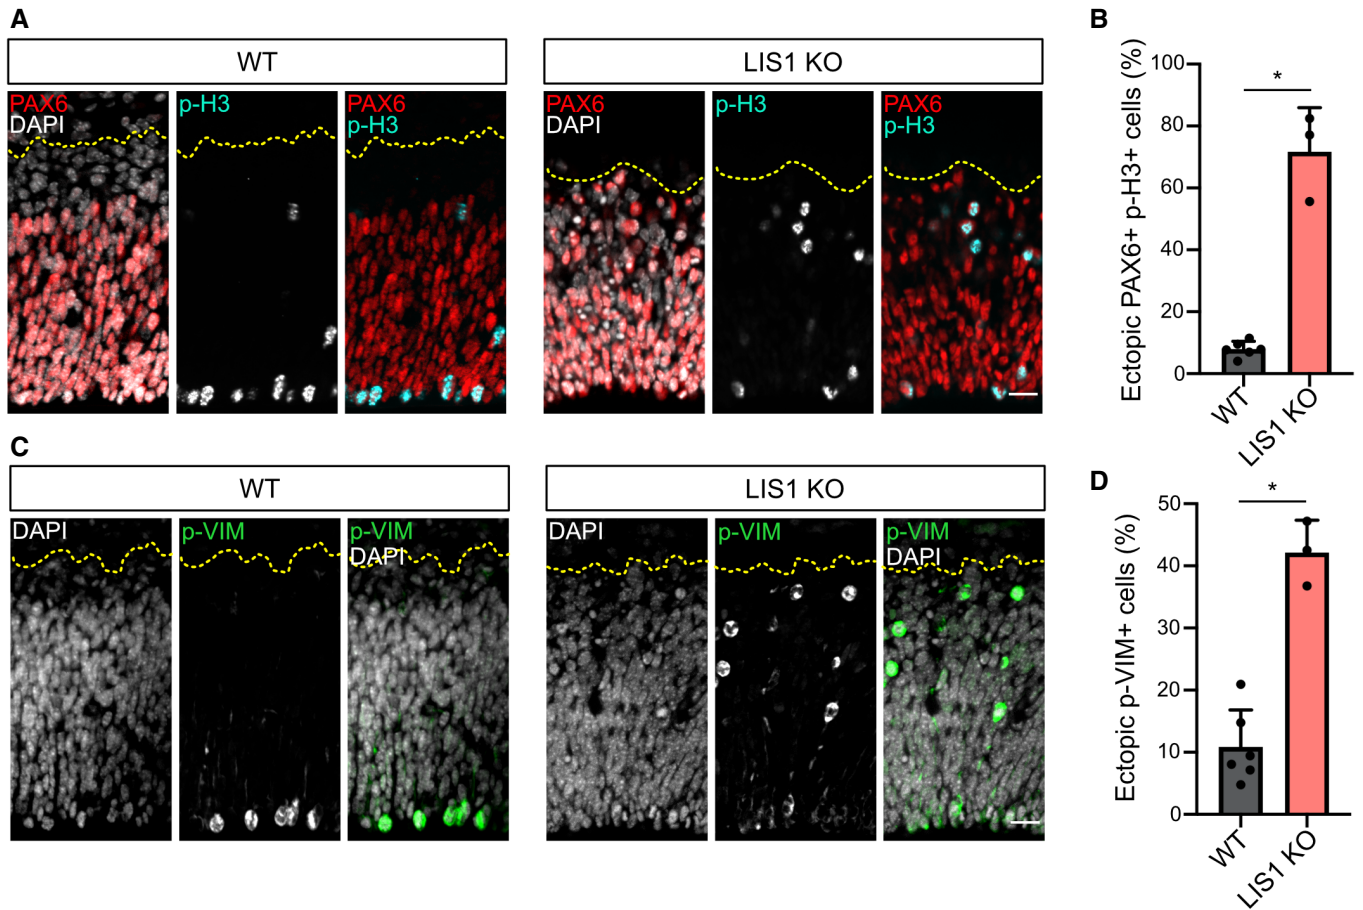 A
WT
LIS1 KO
PAX6
DAPI
p-H3
PAX6
p-H3
PAX6
DAPI
p-H3
PAX6
p-H3
B
Ectopic PAX6+ p-H3+ cells (%)
100
80
60
40
20
0
*
WT
LIS1 KO
C
WT
LIS1 KO
DAPI
p-VIM
p-VIM
DAPI
DAPI
p-VIM
p-VIM
DAPI
D
Ectopic p-VIM+ cells (%)
50
40
30
20
10
0
*
WT
LIS1 KO